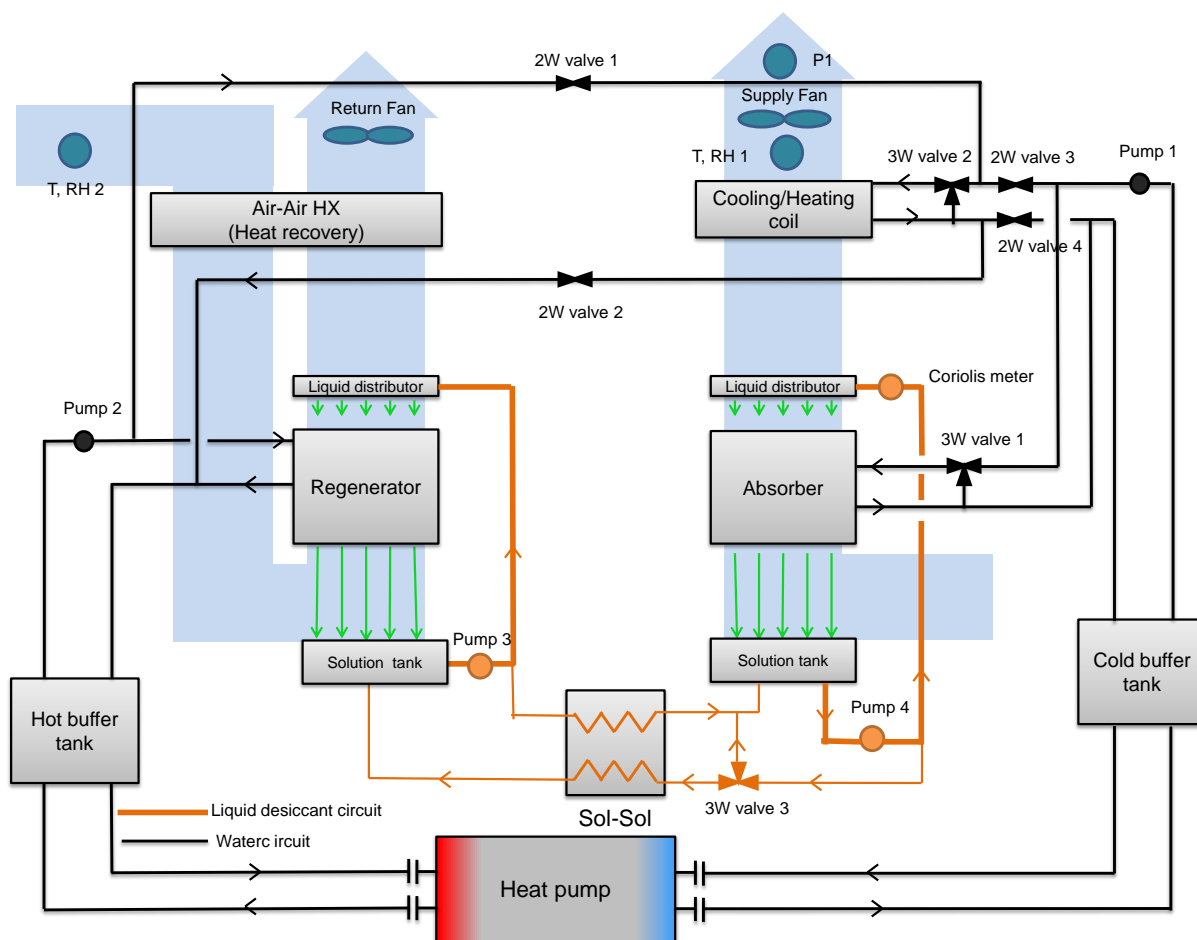 2W valve 1
P1
Return Fan
Supply Fan
T, RH 2
T, RH 1
3W valve 2
2W valve 3
Pump 1
Air-Air HX
(Heat recovery)
Cooling/Heating
coil
2W valve 4
2W valve 2
Liquid distributor
Liquid distributor
Coriolis meter
Pump 2
3W valve 1
Regenerator
Absorber
Pump 3
Solution tank
Solution tank
Cold buffer
tank
Hot buffer
tank
Pump 4
3W valve 3
Liquid desiccant circuit
Sol-Sol
Waterc ircuit
Heat pump